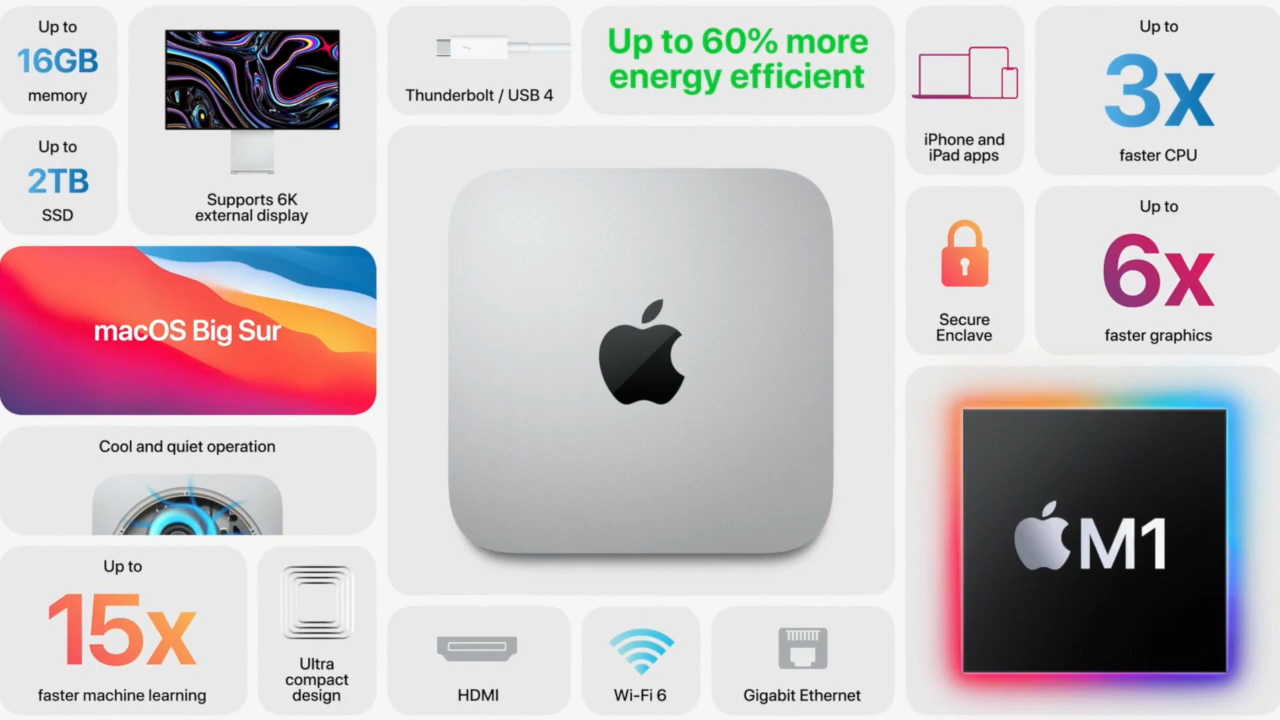 Up to
16GB
memory
Up to
2TB
SSD
Supports 6K
external display
Thunderbolt / USB 4
Up to 60% more
energy efficient
iPhone and
iPad apps
Up to
3x
faster CPU
macOS Big Sur
Secure
Enclave
Up to
6x
faster graphics
Cool and quiet operation
Up to
15x
faster machine learning
Ultra
compact
design
HDMI
Wi-Fi 6
Gigabit Ethernet
M1